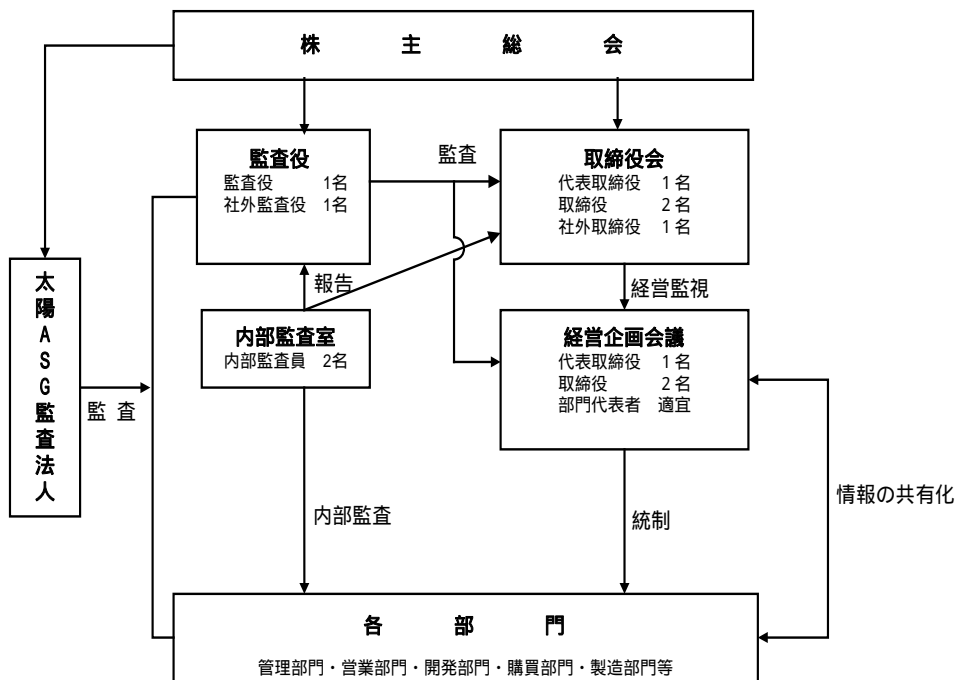 株主総会
監査役
監査役 1名
社外監査役 1名
監査
取締役会
代表取締役 1名
取締役 2名
社外取締役 1名
報告
経営監視
太陽ASG監査法人
監査
内部監査室
内部監査員 2名
経営企画会議
代表取締役 1名
取締役 2名
部門代表者 適宜
内部監査
統制
情報の共有化
各部門
管理部門・営業部門・開発部門・購買部門・製造部門等